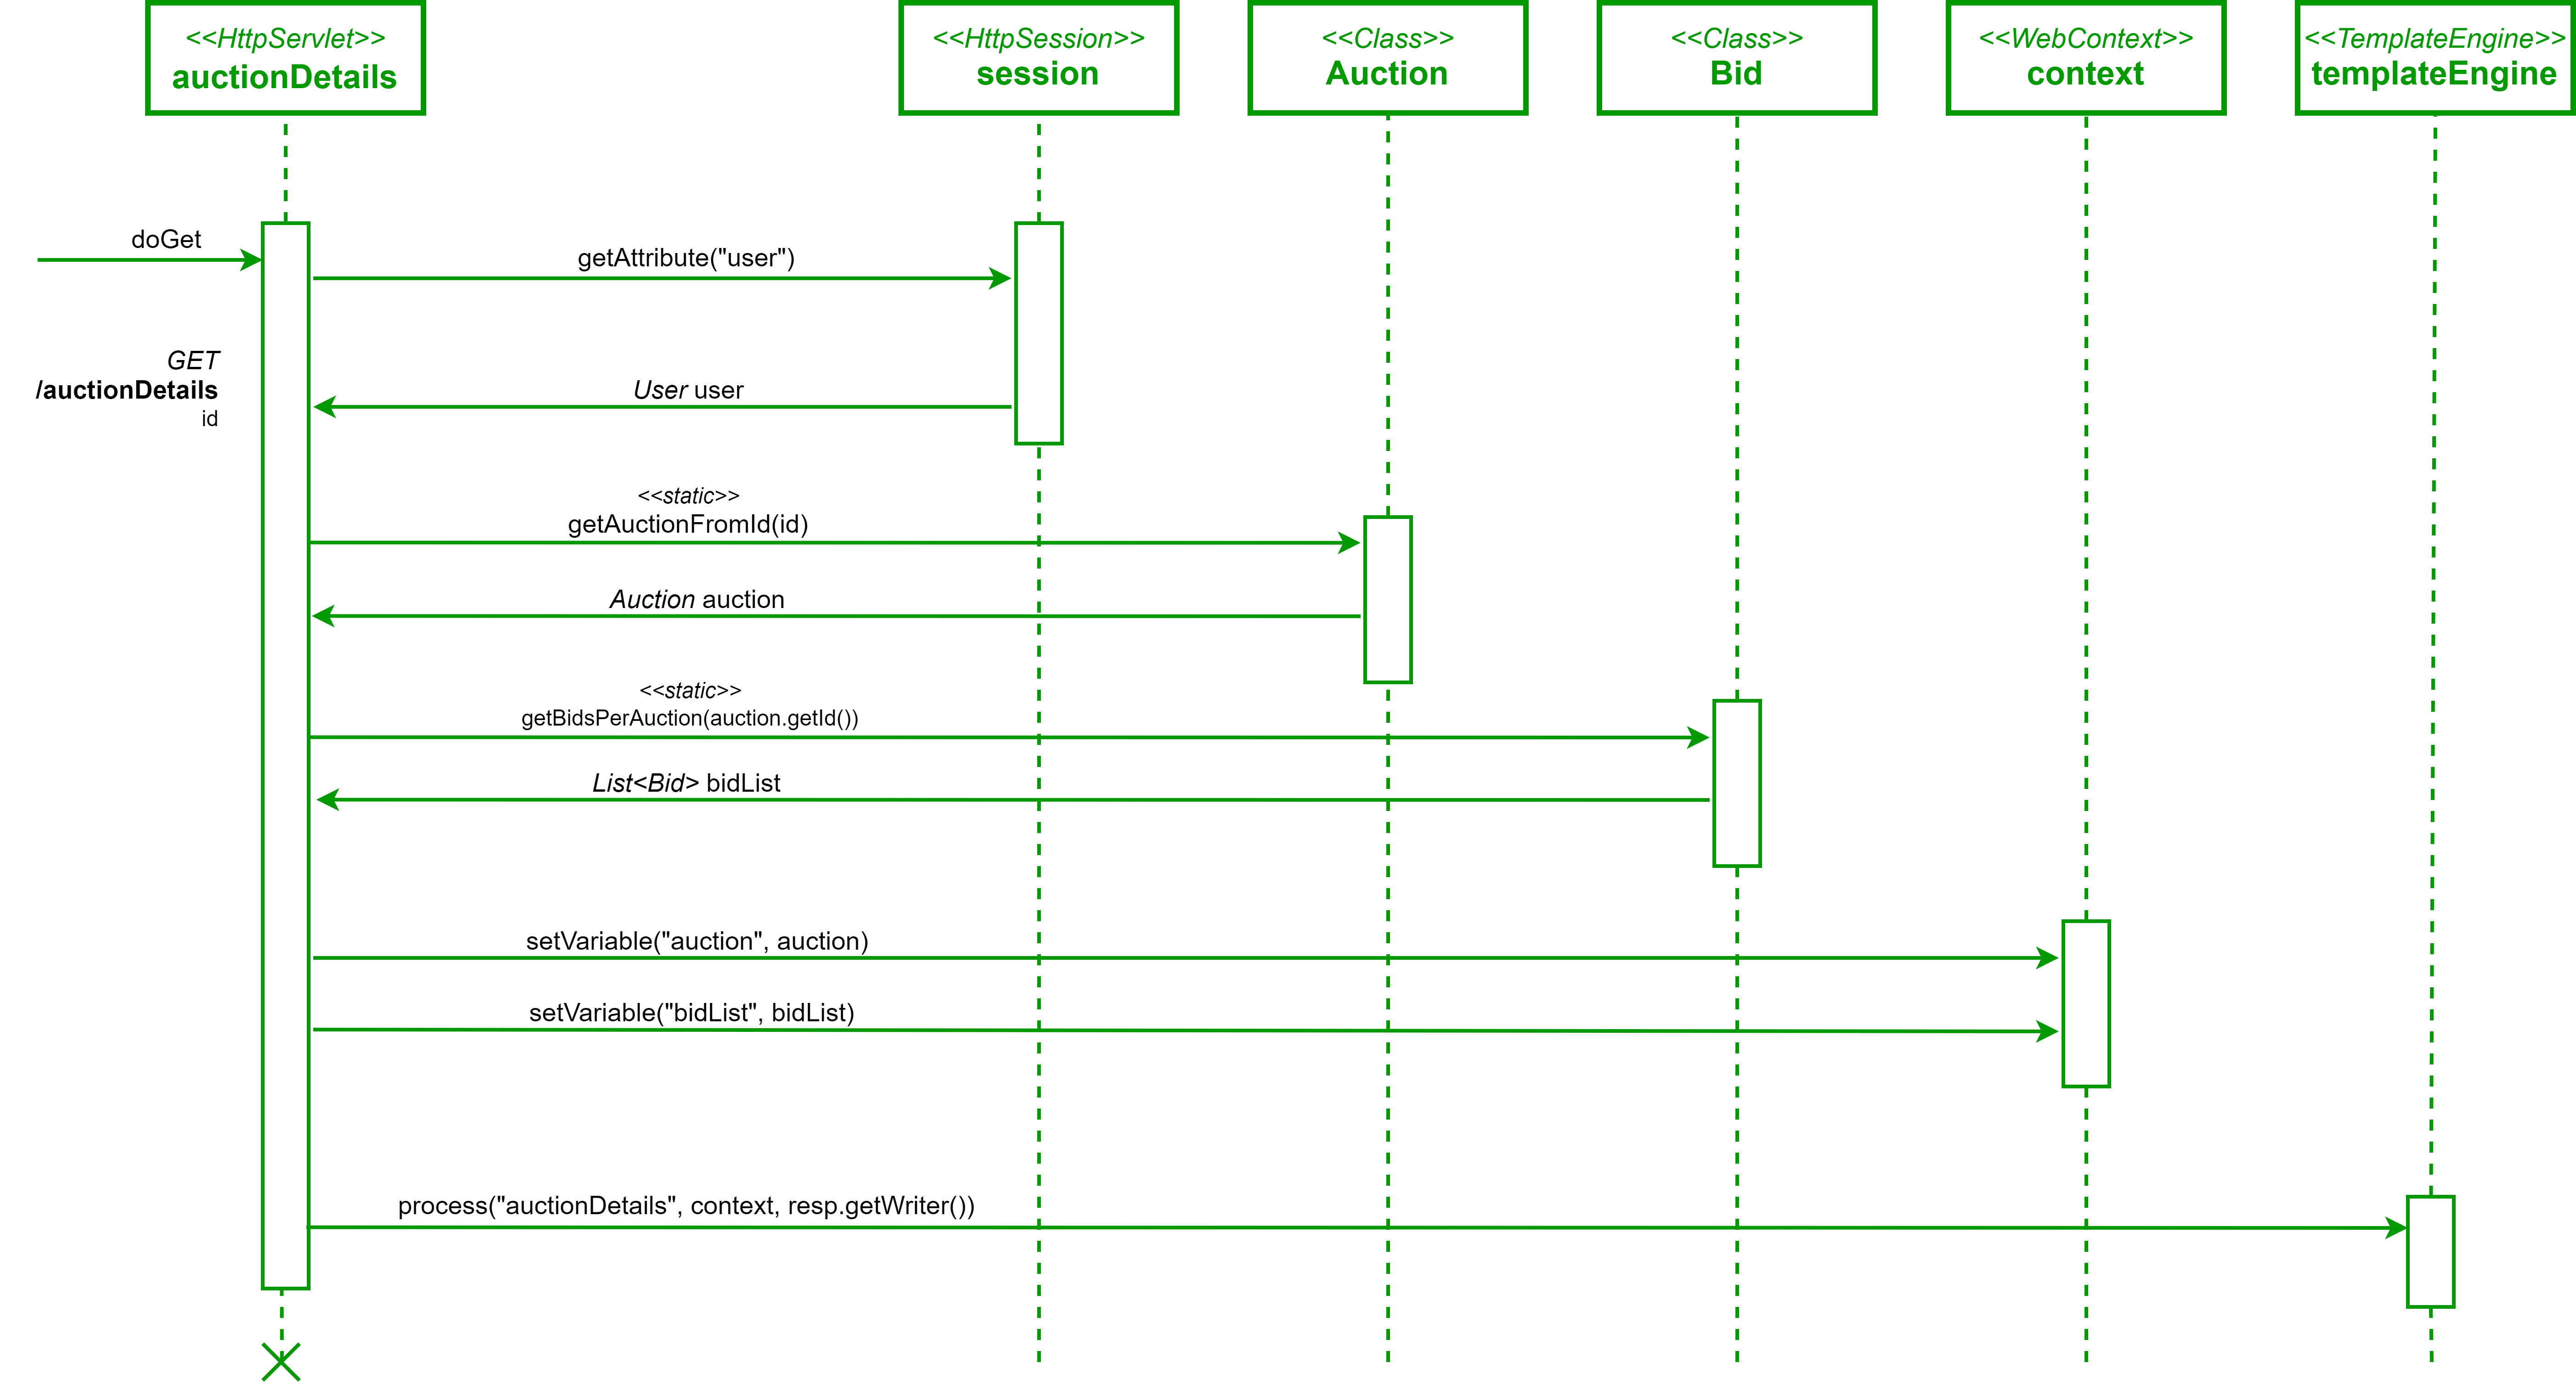 <<HttpServlet>>
auctionDetails
<<HttpSession>>
session
<<Class>>
Auction
<<Class>>
Bid
<<WebContext>>
context
<<TemplateEngine>>
templateEngine
doGet
getAttribute("user")
GET
/auctionDetails
id
User user
<<static>>
getAuctionFromId(id)
Auction auction
<<static>>
getBidsPerAuction(auction.getId())
List<Bid> bidList
setVariable("auction", auction)
setVariable("bidList", bidList)
process("auctionDetails", context, resp.getWriter())